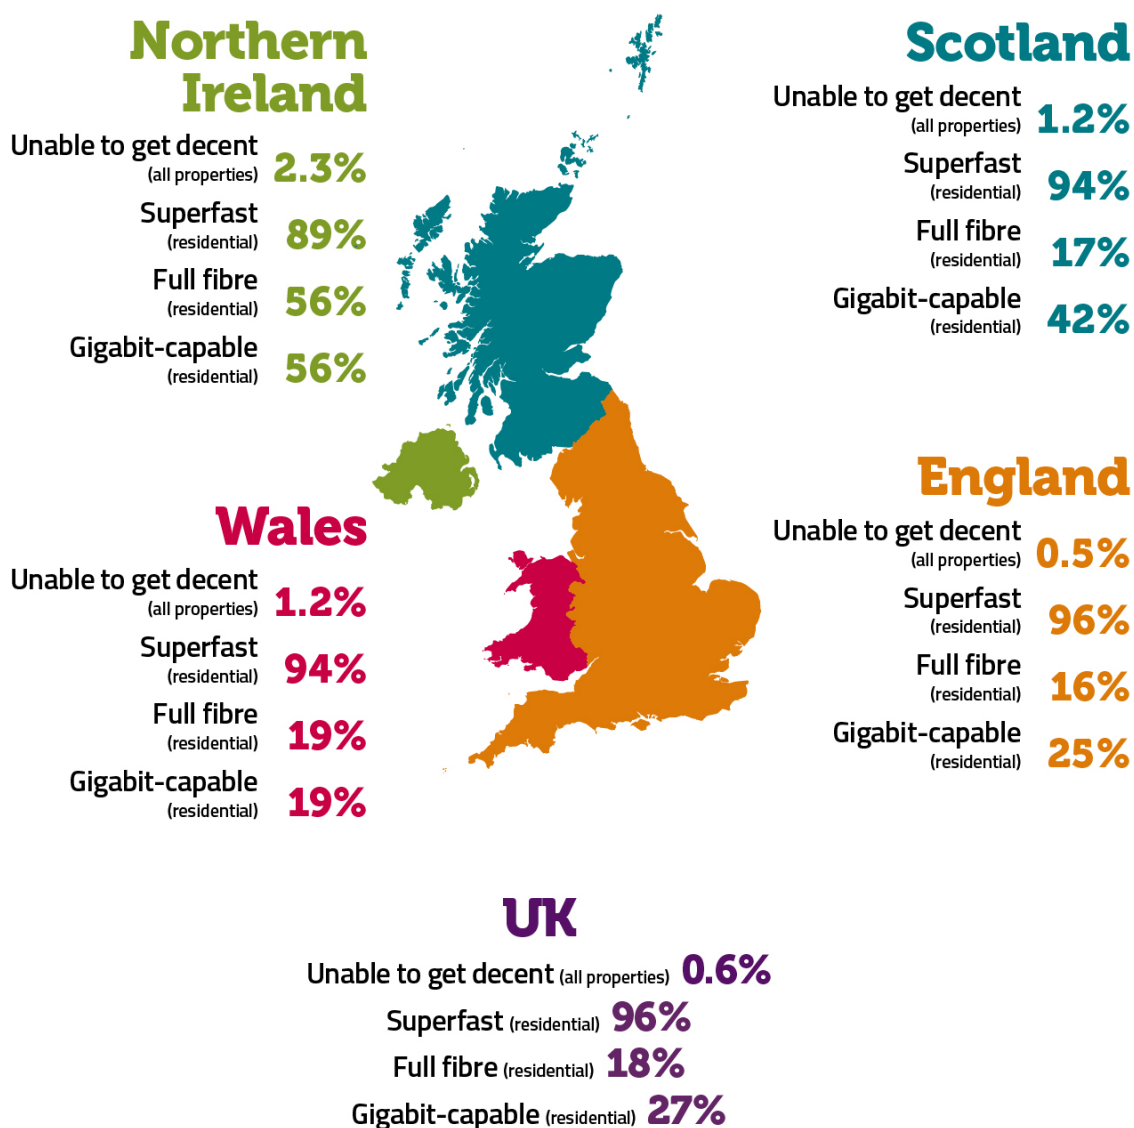 Northern
Ireland
Unable to get decent
(all properties) 2.3%
Superfast
(residential) 89%
Full fibre
(residential) 56%
Gigabit-capable
(residential) 56%
Scotland
Unable to get decent
(all properties) 1.2%
Superfast
(residential) 94%
Full fibre
(residential) 17%
Gigabit-capable
(residential) 42%
Wales
Unable to get decent
(all properties) 1.2%
Superfast
(residential) 94%
Full fibre
(residential) 19%
Gigabit-capable
(residential) 19%
England
Unable to get decent
(all properties) 0.5%
Superfast
(residential) 96%
Full fibre
(residential) 16%
Gigabit-capable
(residential) 25%
UK
Unable to get decent (all properties) 0.6%
Superfast (residential) 96%
Full fibre (residential) 18%
Gigabit-capable (residential) 27%